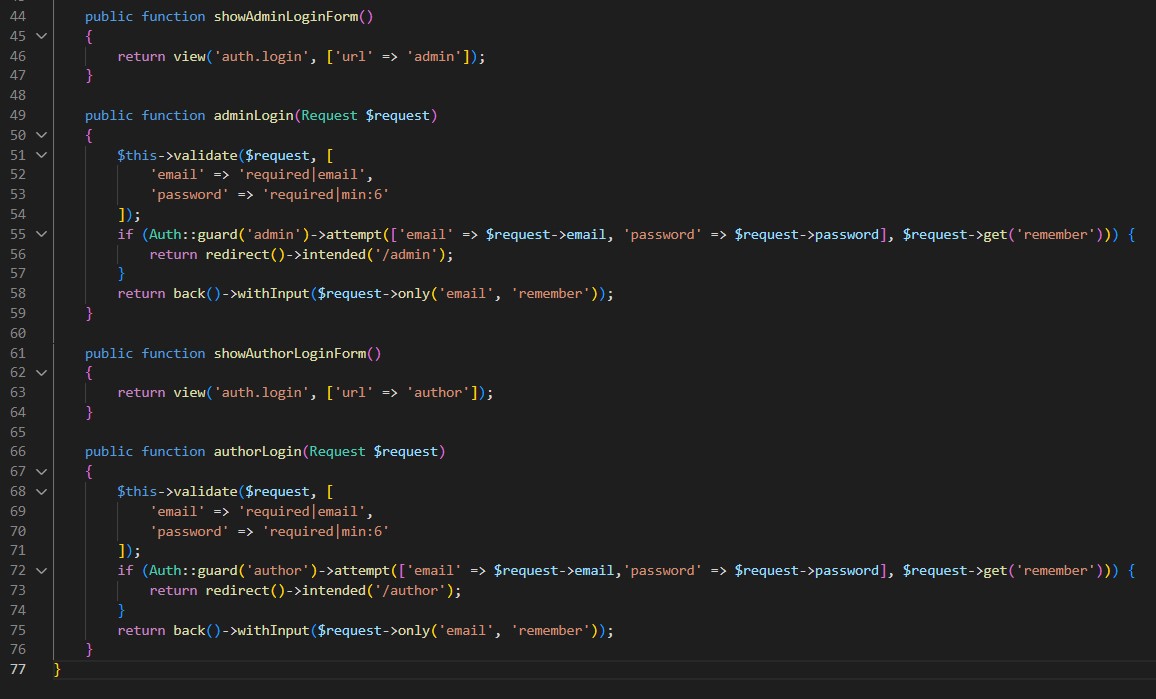 44 public function showAdminLoginForm()
45 {
46 return view('auth.login', ['url' => 'admin']);
47 }
48
49 public function adminLogin(Request $request)
50 {
51 $this->validate($request, [
52 'email' => 'required|email',
53 'password' => 'required|min:6'
54 ]);
55 if (Auth::guard('admin')->attempt(['email' => $request->email, 'password' => $request->password], $request->get('remember'))) {
56 return redirect()->intended('/admin');
57 }
58 return back()->withInput($request->only('email', 'remember'));
59 }
60
61 public function showAuthorLoginForm()
62 {
63 return view('auth.login', ['url' => 'author']);
64 }
65
66 public function authorLogin(Request $request)
67 {
68 $this->validate($request, [
69 'email' => 'required|email',
70 'password' => 'required|min:6'
71 ]);
72 if (Auth::guard('author')->attempt(['email' => $request->email,'password' => $request->password], $request->get('remember'))) {
73 return redirect()->intended('/author');
74 }
75 return back()->withInput($request->only('email', 'remember'));
76 }
77 }